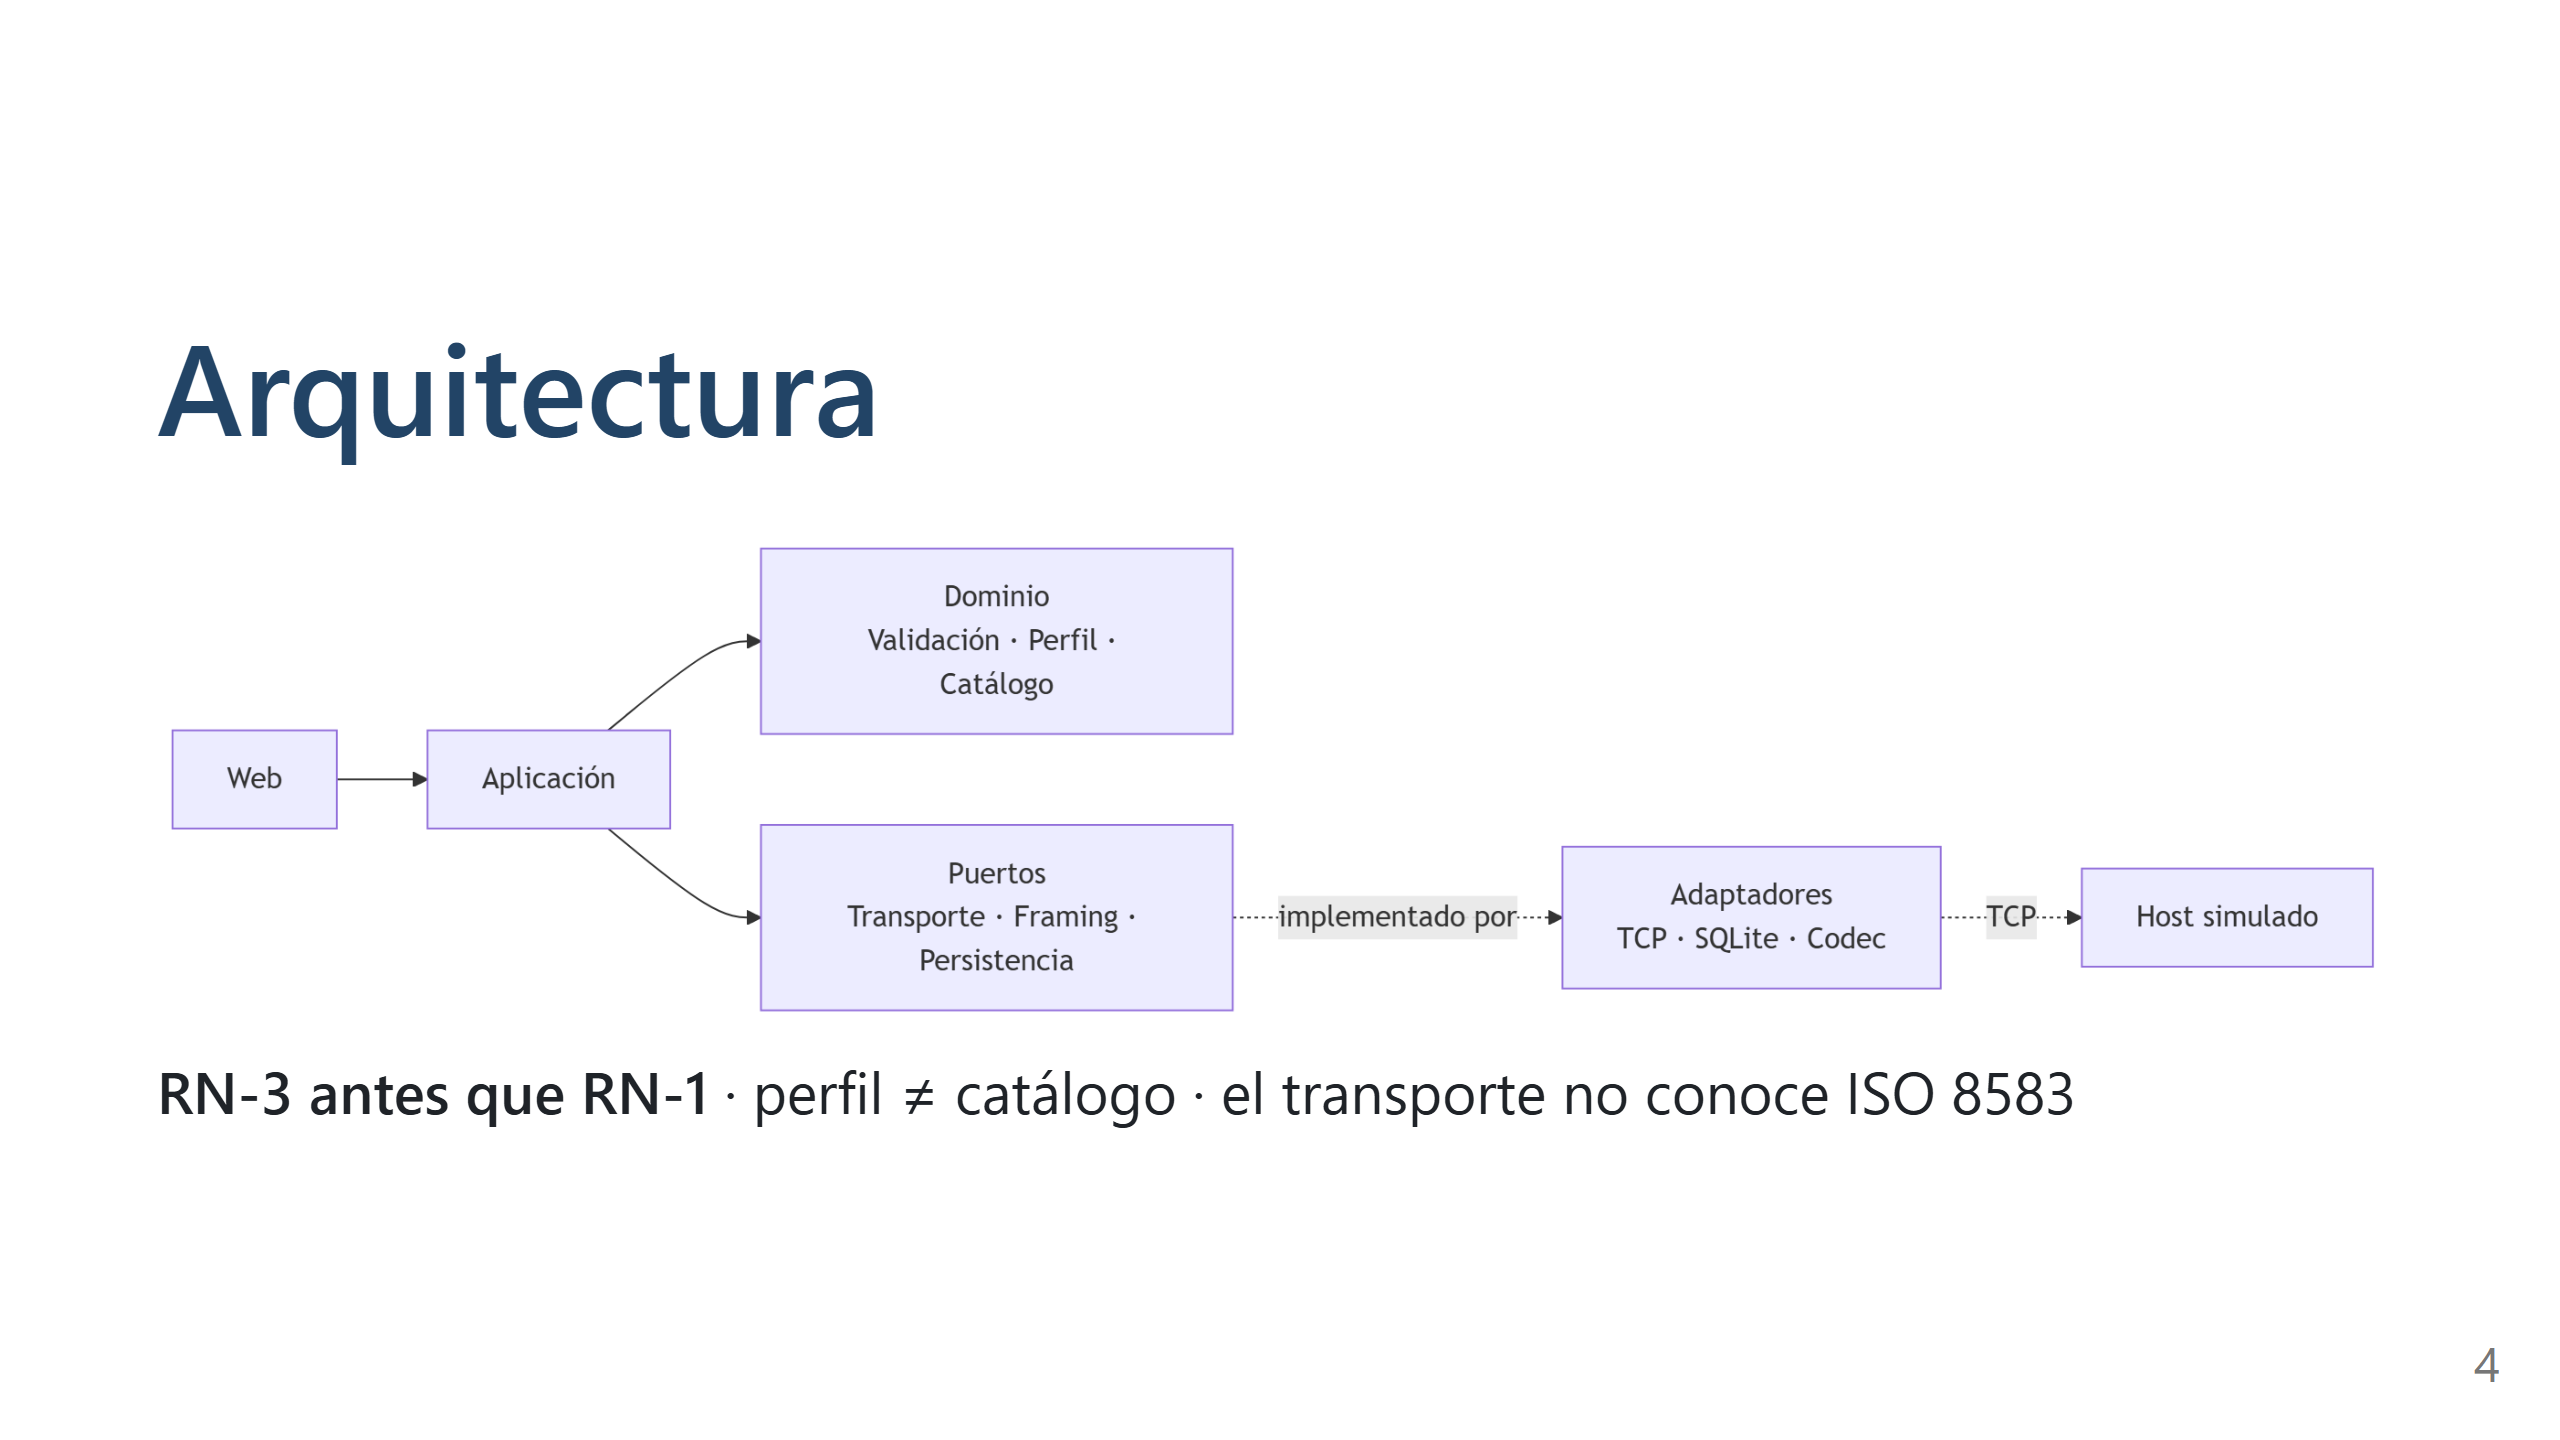 Arquitectura
Dominio
Validación · Perfil ·
Catálogo
Web
Aplicación
Puertos
Transporte · Framing ·
Persistencia
implementado por
Adaptadores
TCP · SQLite · Codec
TCP
Host simulado
RN-3 antes que RN-1 · perfil ≠ catálogo · el transporte no conoce ISO 8583
4